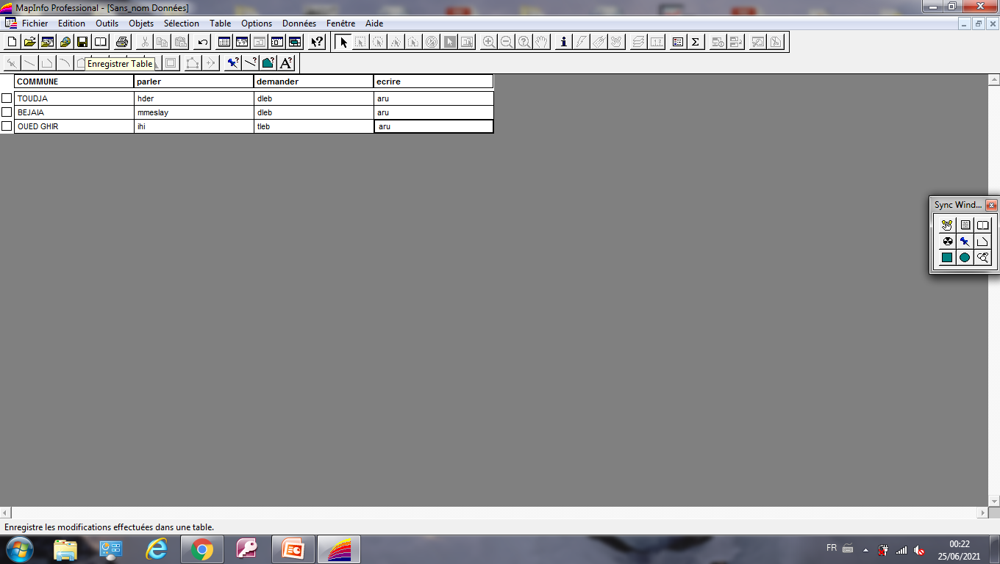 MapInfo Professional - [Sans_nom Données]
Fichier Edition Outils Objets Sélection Table Options Données Fenêtre Aide
Enregistrer Table
COMMUNE parler demander ecrire
TOUDJA hder dleb aru
BEJAIA mmeslay dleb aru
OUED GHIR ihi tleb aru
Sync Wind...
Enregistre les modifications effectuées dans une table.
FR 00:22
25/06/2021